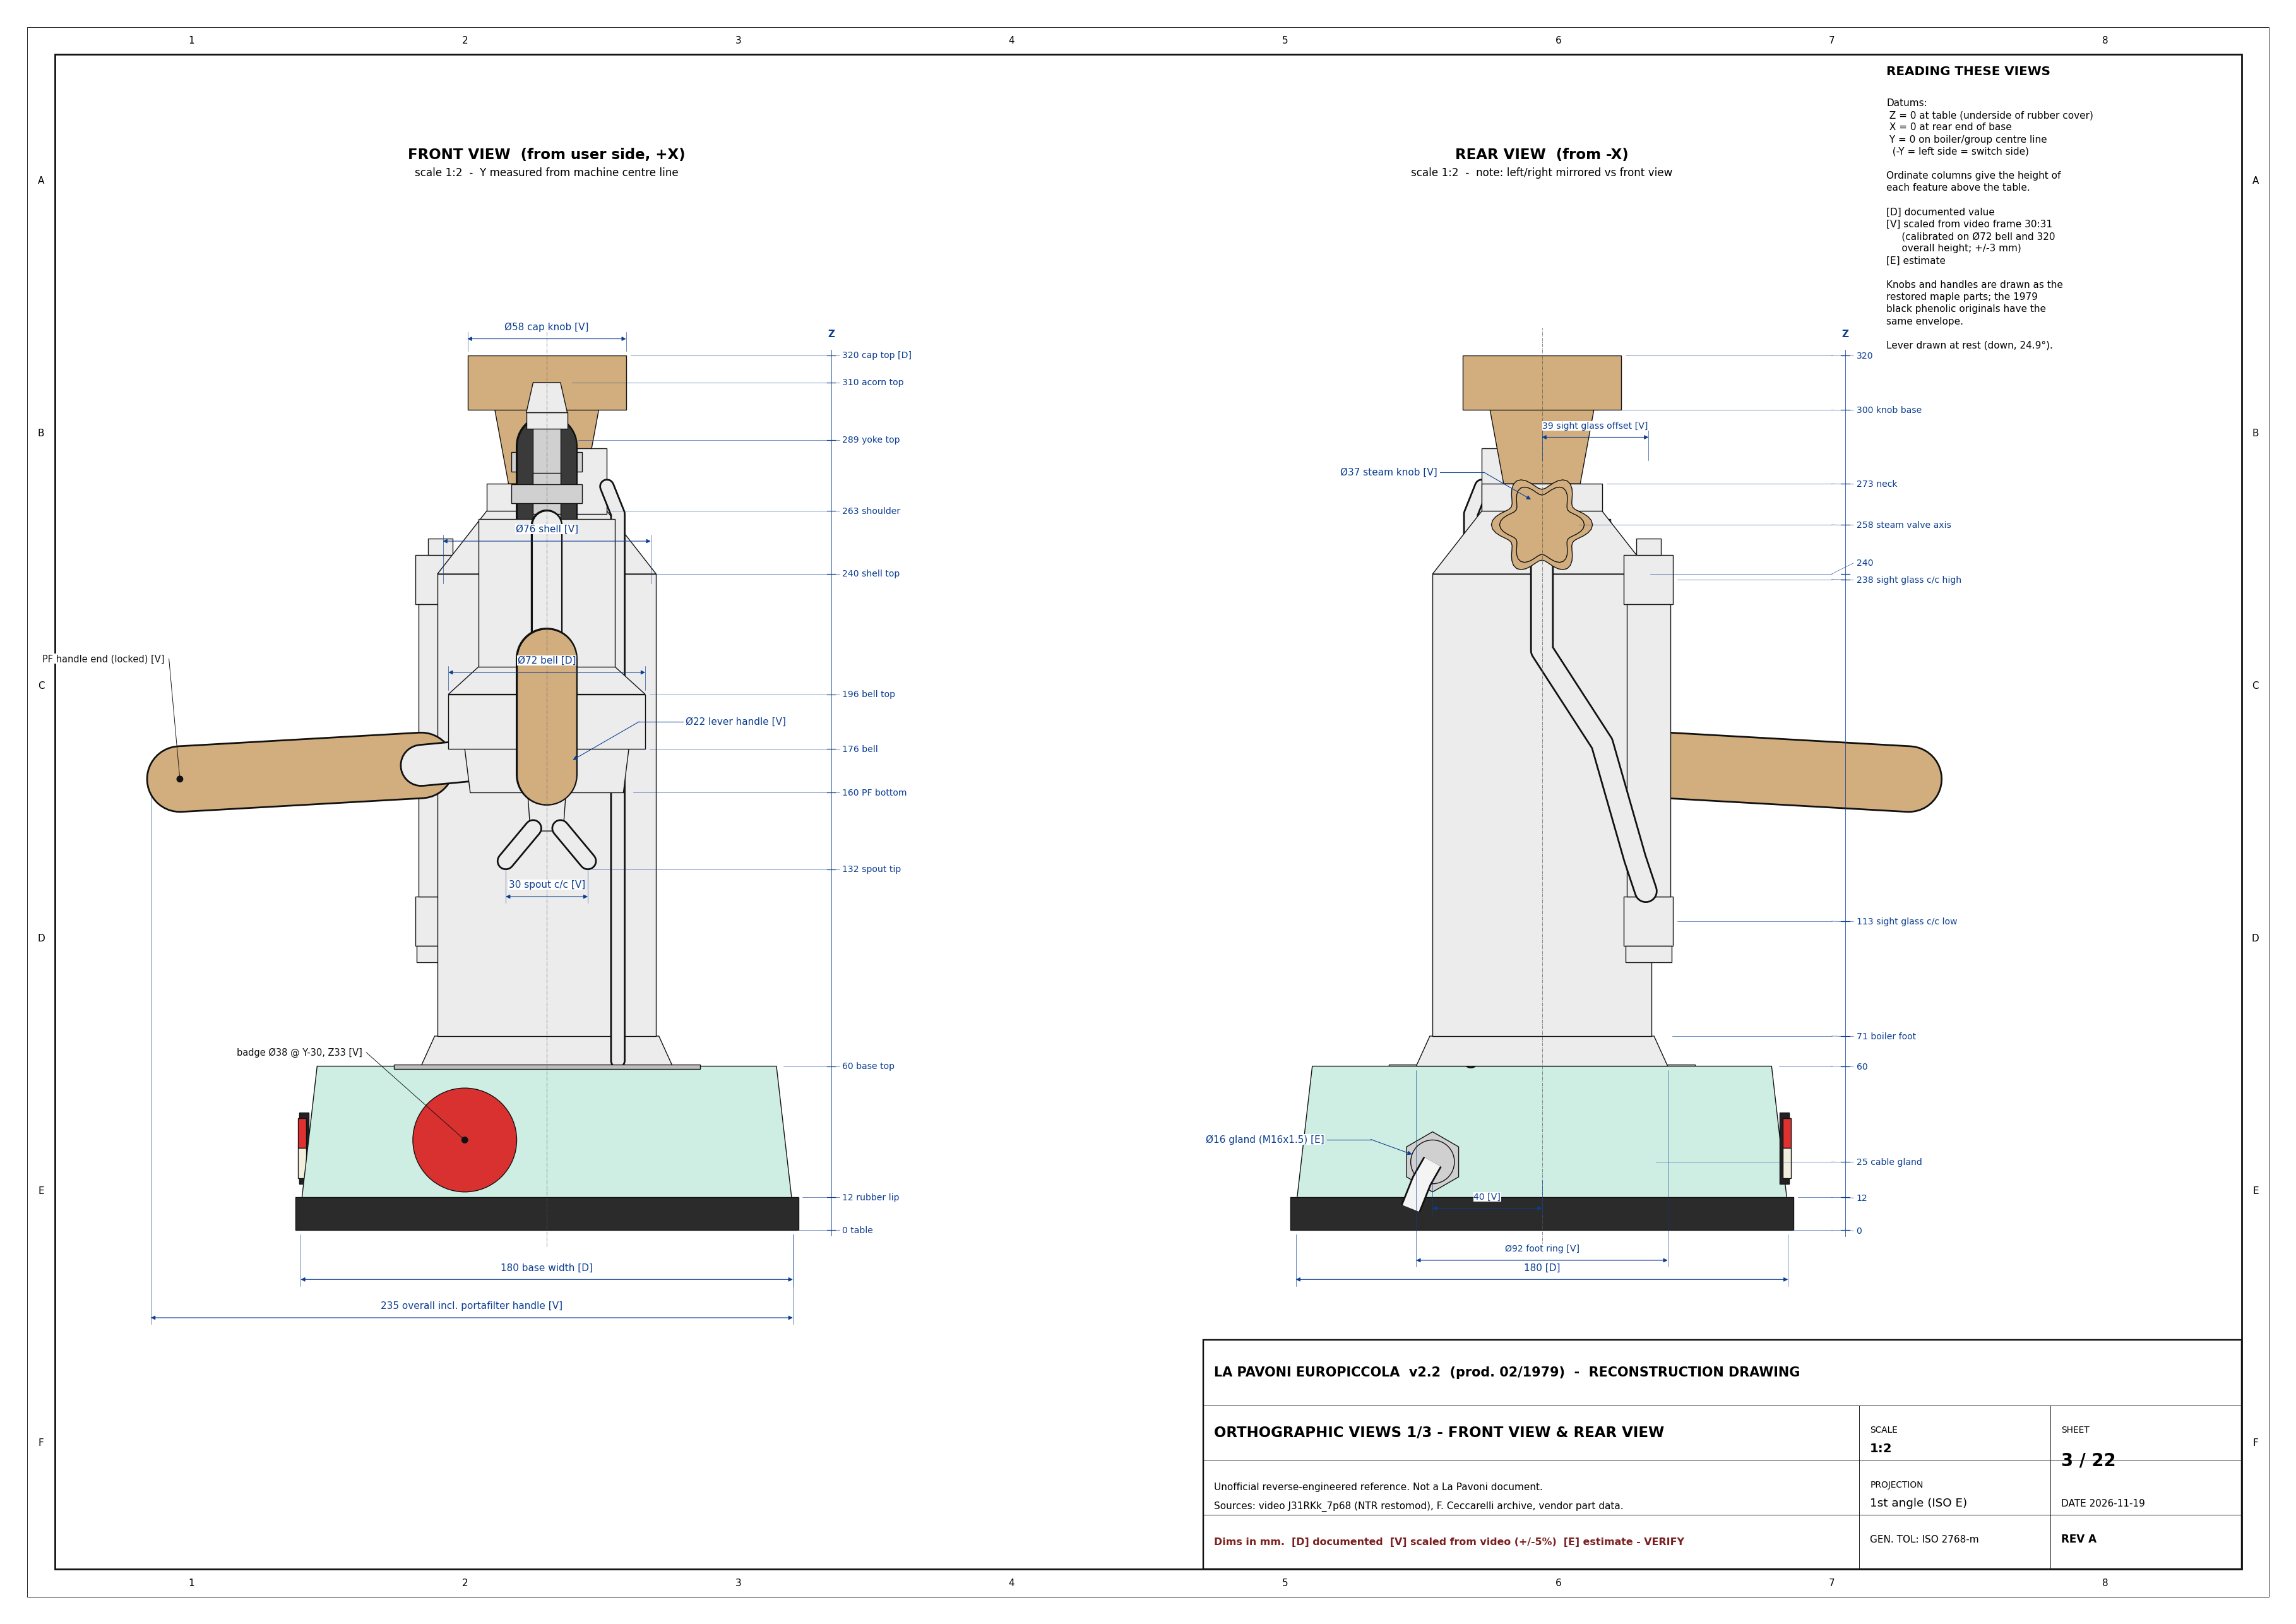 1 2 3 4 5 6 7 8
READING THESE VIEWS
Datums:
Z = 0 at table (underside of rubber cover)
X = 0 at rear end of base
Y = 0 on boiler/group centre line
(-Y = left side = switch side)
Ordinate columns give the height of
each feature above the table.
[D] documented value
[V] scaled from video frame 30:31
(calibrated on Ø72 bell and 320
overall height; +/-3 mm)
[E] estimate
Knobs and handles are drawn as the
restored maple parts; the 1979
black phenolic originals have the
same envelope.
Lever drawn at rest (down, 24.9°).
FRONT VIEW (from user side, +X)
scale 1:2 - Y measured from machine centre line
Ø58 cap knob [V]
Z
320 cap top [D]
310 acorn top
289 yoke top
263 shoulder
Ø76 shell [V]
240 shell top
PF handle end (locked) [V]
Ø72 bell [D]
196 bell top
Ø22 lever handle [V]
176 bell
160 PF bottom
132 spout tip
30 spout c/c [V]
badge Ø38 @ Y-30, Z33 [V]
60 base top
12 rubber lip
0 table
180 base width [D]
235 overall incl. portafilter handle [V]
REAR VIEW (from -X)
scale 1:2 - note: left/right mirrored vs front view
Z
320
300 knob base
39 sight glass offset [V]
Ø37 steam knob [V]
273 neck
258 steam valve axis
240
238 sight glass c/c high
113 sight glass c/c low
71 boiler foot
60
Ø16 gland (M16x1.5) [E]
25 cable gland
40 [V]
12
0
Ø92 foot ring [V]
180 [D]
A A
B B
C C
D D
E E
F F
LA PAVONI EUROPICCOLA v2.2 (prod. 02/1979) - RECONSTRUCTION DRAWING
ORTHOGRAPHIC VIEWS 1/3 - FRONT VIEW & REAR VIEW
SCALE
1:2
SHEET
3 / 22
Unofficial reverse-engineered reference. Not a La Pavoni document.
Sources: video J31RKk_7p68 (NTR restomod), F. Ceccarelli archive, vendor part data.
PROJECTION
1st angle (ISO E)
DATE 2026-11-19
Dims in mm. [D] documented [V] scaled from video (+/-5%) [E] estimate - VERIFY
GEN. TOL: ISO 2768-m
REV A
1 2 3 4 5 6 7 8